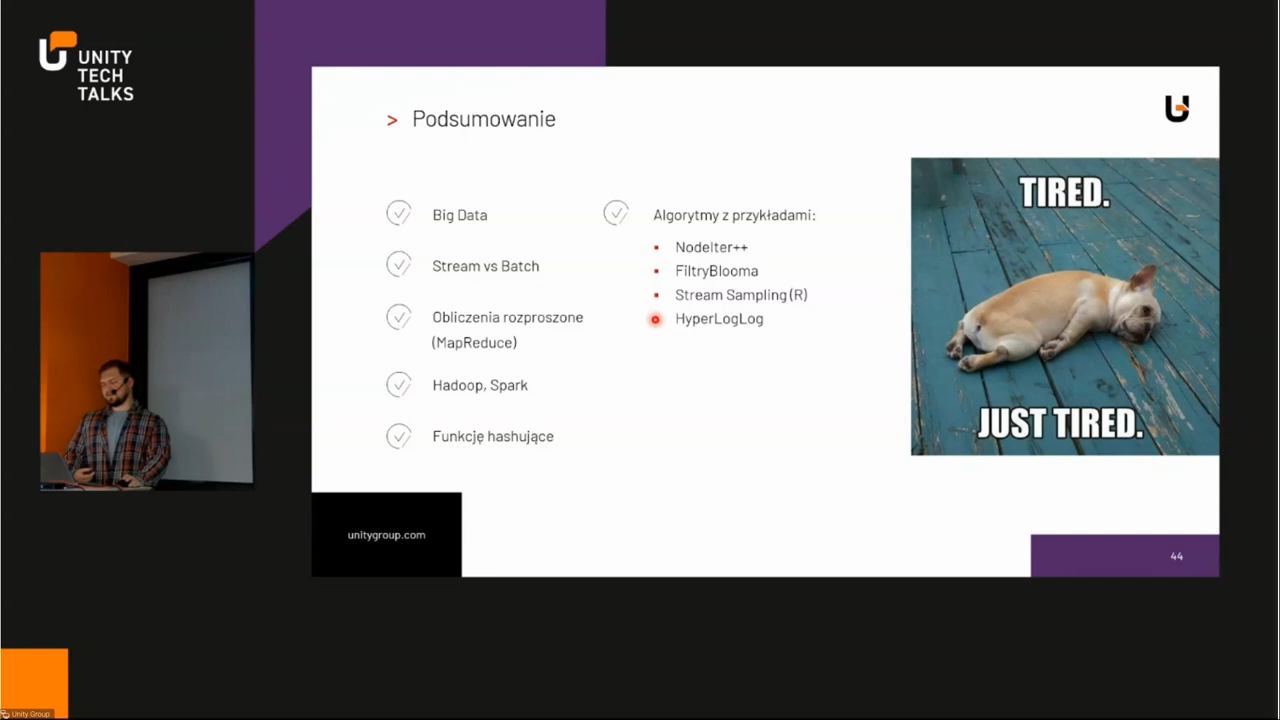 UNITY
TECH
TALKS
> Podsumowanie
Big Data
Stream vs Batch
Obliczenia rozproszone
(MapReduce)
Hadoop, Spark
Funkcję hashujące
Algorytmy z przykładami:
NodeIter++
FiltryBlooma
Stream Sampling (R)
HyperLogLog
TIRED.
JUST TIRED.
unitygroup.com
44
Unity Group